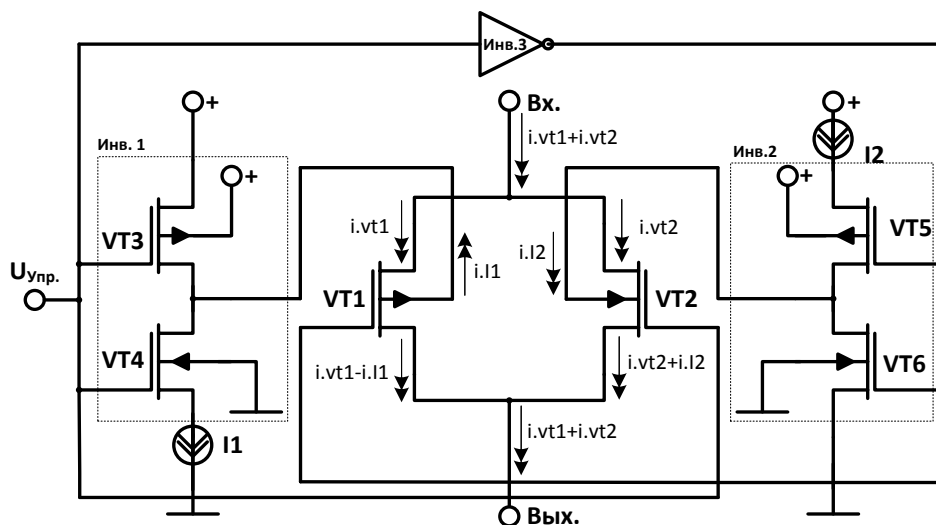 Инв.3
+
Вх.
+
Инв. 1
i.vt1+i.vt2
I2
Инв.2
+
+
VT3
i.vt1
i.I1
i.I2
i.vt2
VT5
UУпр.
VT1
VT2
VT4
i.vt1-i.I1
i.vt2+i.I2
VT6
I1
i.vt1+i.vt2
Вых.